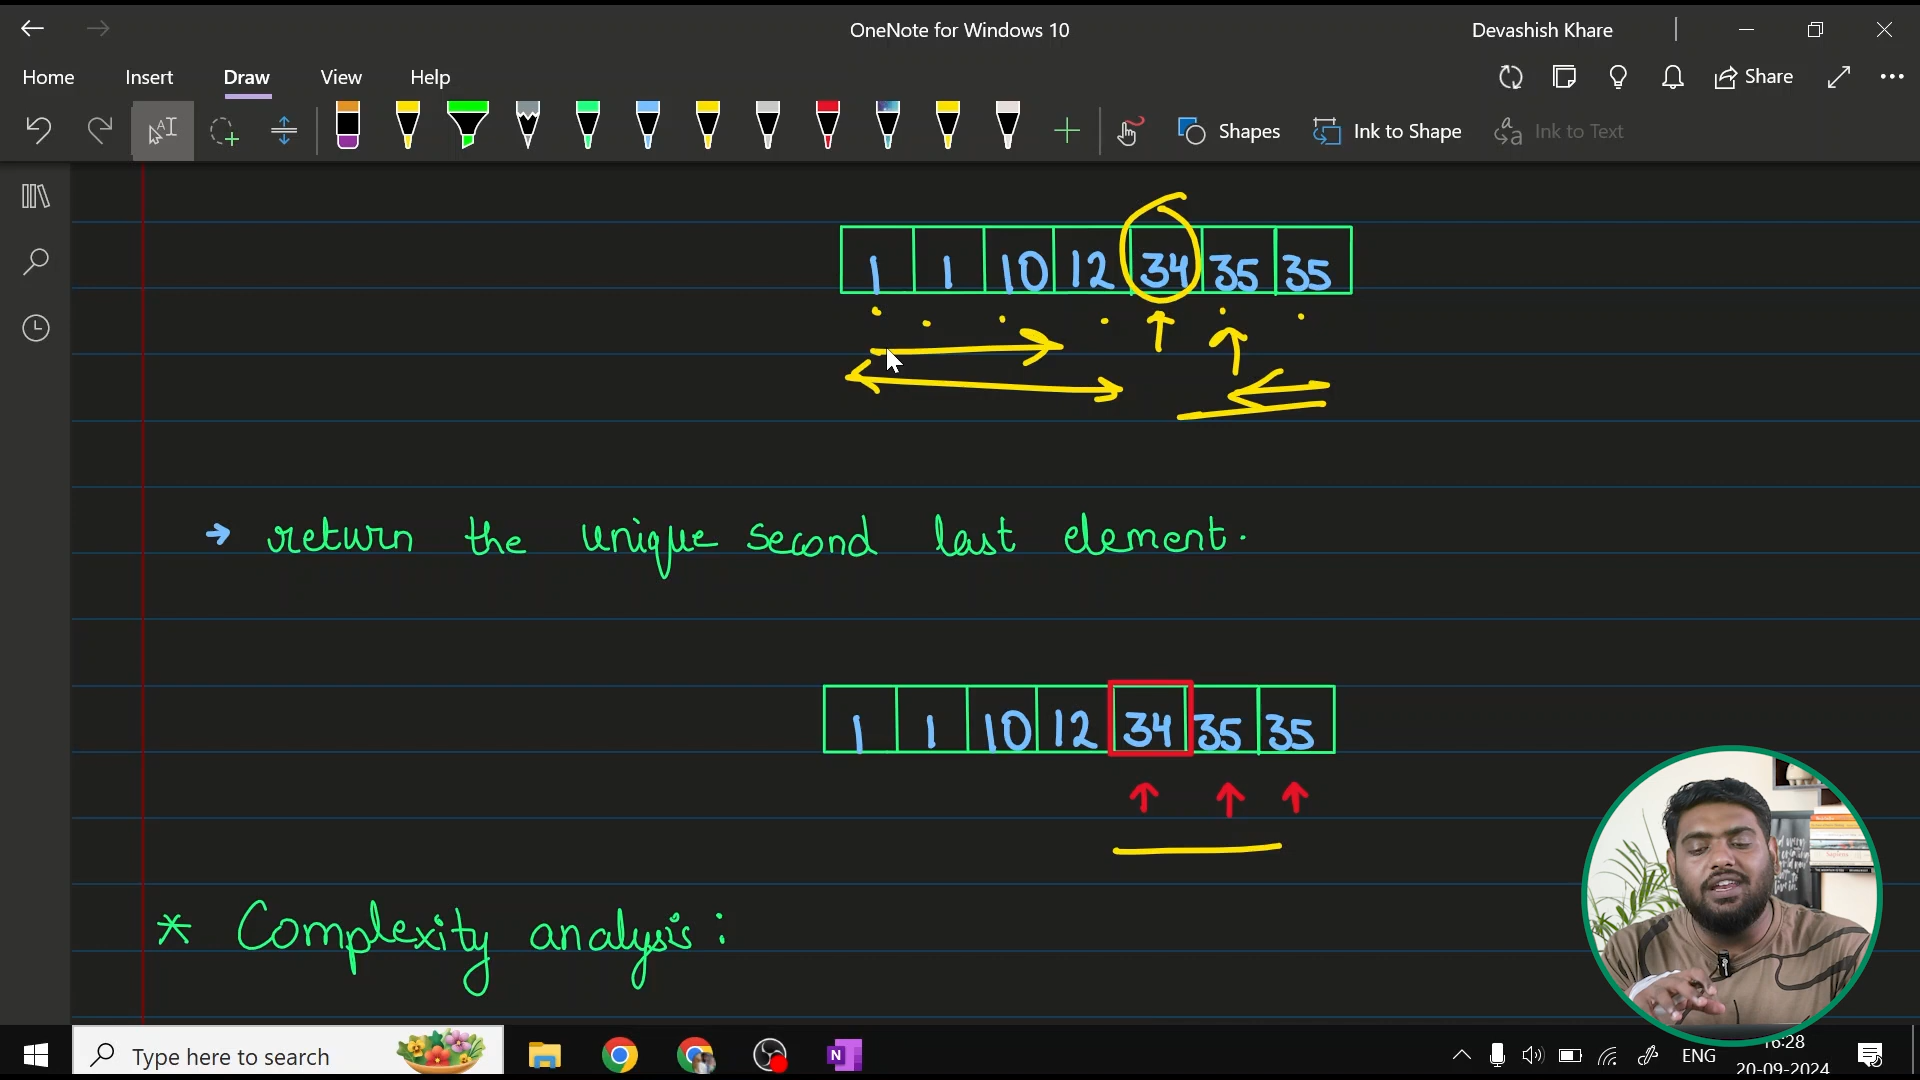 OneNote for Windows 10
Devashish Khare
Home Insert Draw View Help
Share
Shapes
Ink to Shape
Ink to Text
1 1 10 12 34 35 35
→ return the unique second last element.
1 1 10 12 34 35 35
* Complexity analysis:
Type here to search
N
ENG
16:28
20-09-2024